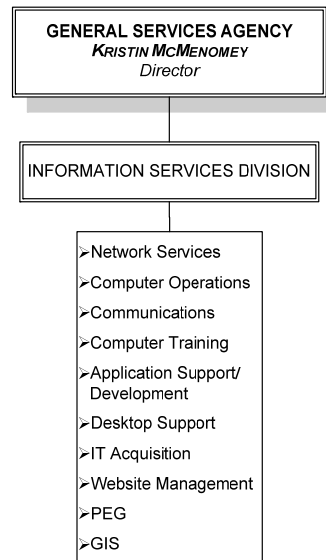 GENERAL SERVICES AGENCY
KRISTIN MCMENOMEY
Director
INFORMATION SERVICES DIVISION
➢Network Services
➢Computer Operations
➢Communications
➢Computer Training
➢Application Support/
Development
➢Desktop Support
➢IT Acquisition
➢Website Management
➢PEG
➢GIS